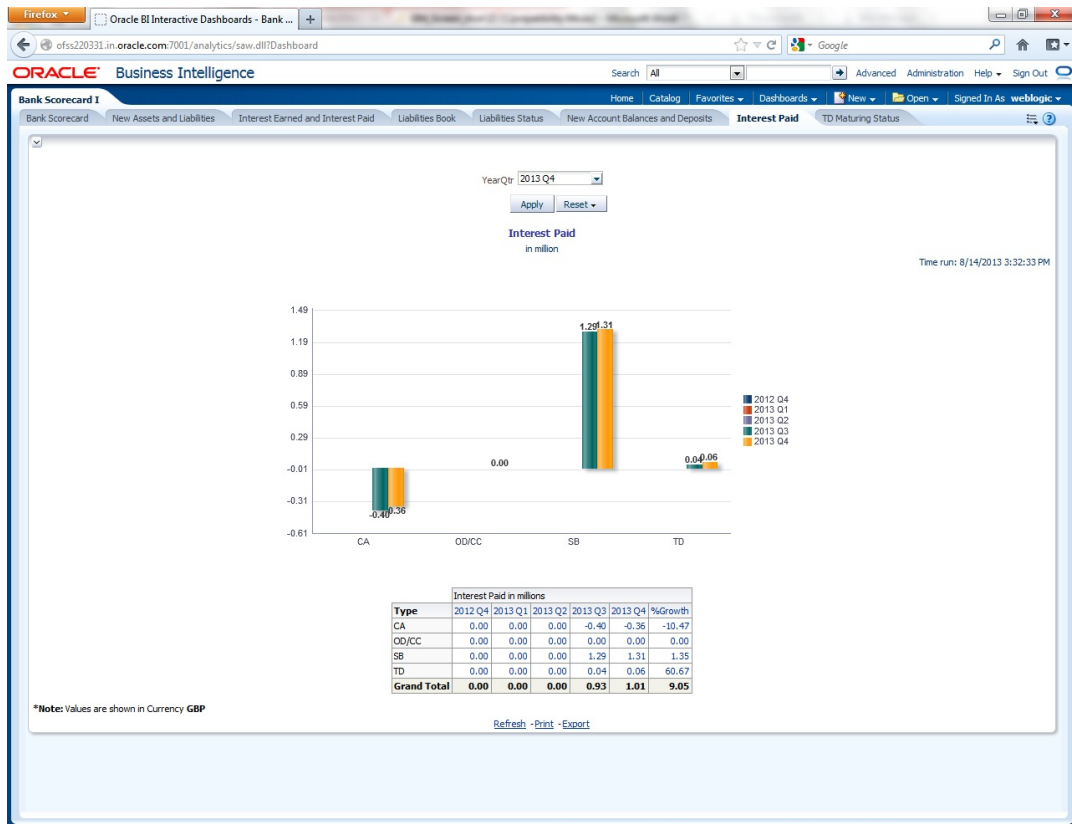 Firefox
Oracle BI Interactive Dashboards - Bank ... +
ofss220331.in.oracle.com:7001/analytics/saw.dll?Dashboard
Google
ORACLE Business Intelligence
Search All Advanced Administration Help Sign Out
Bank Scorecard I
Home Catalog Favorites Dashboards New Open Signed In As weblogic
Bank Scorecard New Assets and Liabilities Interest Earned and Interest Paid Liabilities Book Liabilities Status New Account Balances and Deposits Interest Paid TD Maturing Status
YearQtr 2013 Q4
Apply Reset
Interest Paid
in million
Time run: 8/14/2013 3:32:33 PM
1.49
1.19
0.89
0.59
0.29
-0.01
-0.31
-0.61
-0.40 -0.36
0.00
1.29 1.31
0.04 0.06
CA OD/CC SB TD
2012 Q4
2013 Q1
2013 Q2
2013 Q3
2013 Q4
Interest Paid in millions
Type 2012 Q4 2013 Q1 2013 Q2 2013 Q3 2013 Q4 %Growth
CA 0.00 0.00 0.00 -0.40 -0.36 -10.47
OD/CC 0.00 0.00 0.00 0.00 0.00 0.00
SB 0.00 0.00 0.00 1.29 1.31 1.35
TD 0.00 0.00 0.00 0.04 0.06 60.67
Grand Total 0.00 0.00 0.00 0.93 1.01 9.05
*Note: Values are shown in Currency GBP
Refresh - Print - Export